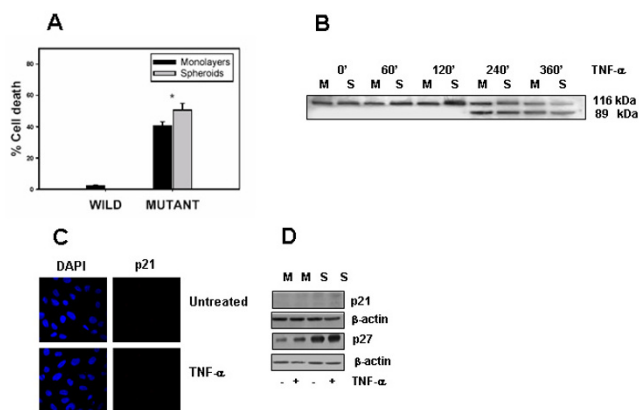 A
Monolayers
Spheroids
% Cell death
80
60
40
20
0
*
WILD MUTANT
B
0' 60' 120' 240' 360' TNF-α
M S M S M S M S M S
116 kDa
89 kDa
C
DAPI p21
Untreated
TNF-α
D
M M S S
p21
β-actin
p27
β-actin
- + - + TNF-α